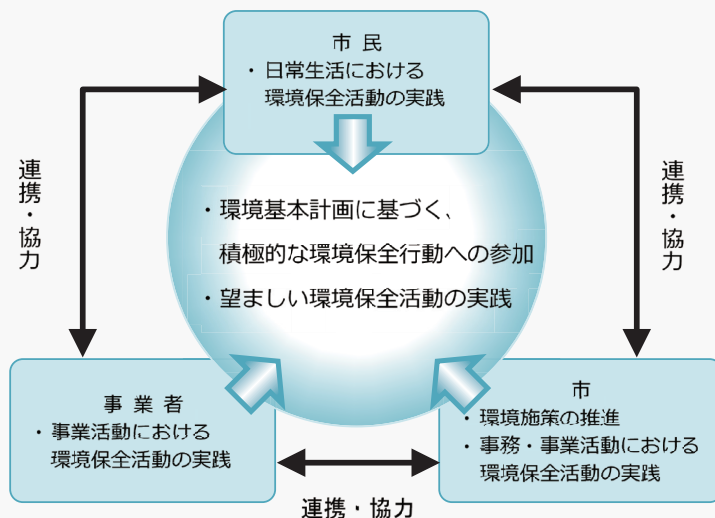 市 民
・日常生活における
環境保全活動の実践
連携・協力
連携・協力
・環境基本計画に基づく、
積極的な環境保全行動への参加
・望ましい環境保全活動の実践
事 業 者
・事業活動における
環境保全活動の実践
市
・環境施策の推進
・事務・事業活動における
環境保全活動の実践
連携・協力